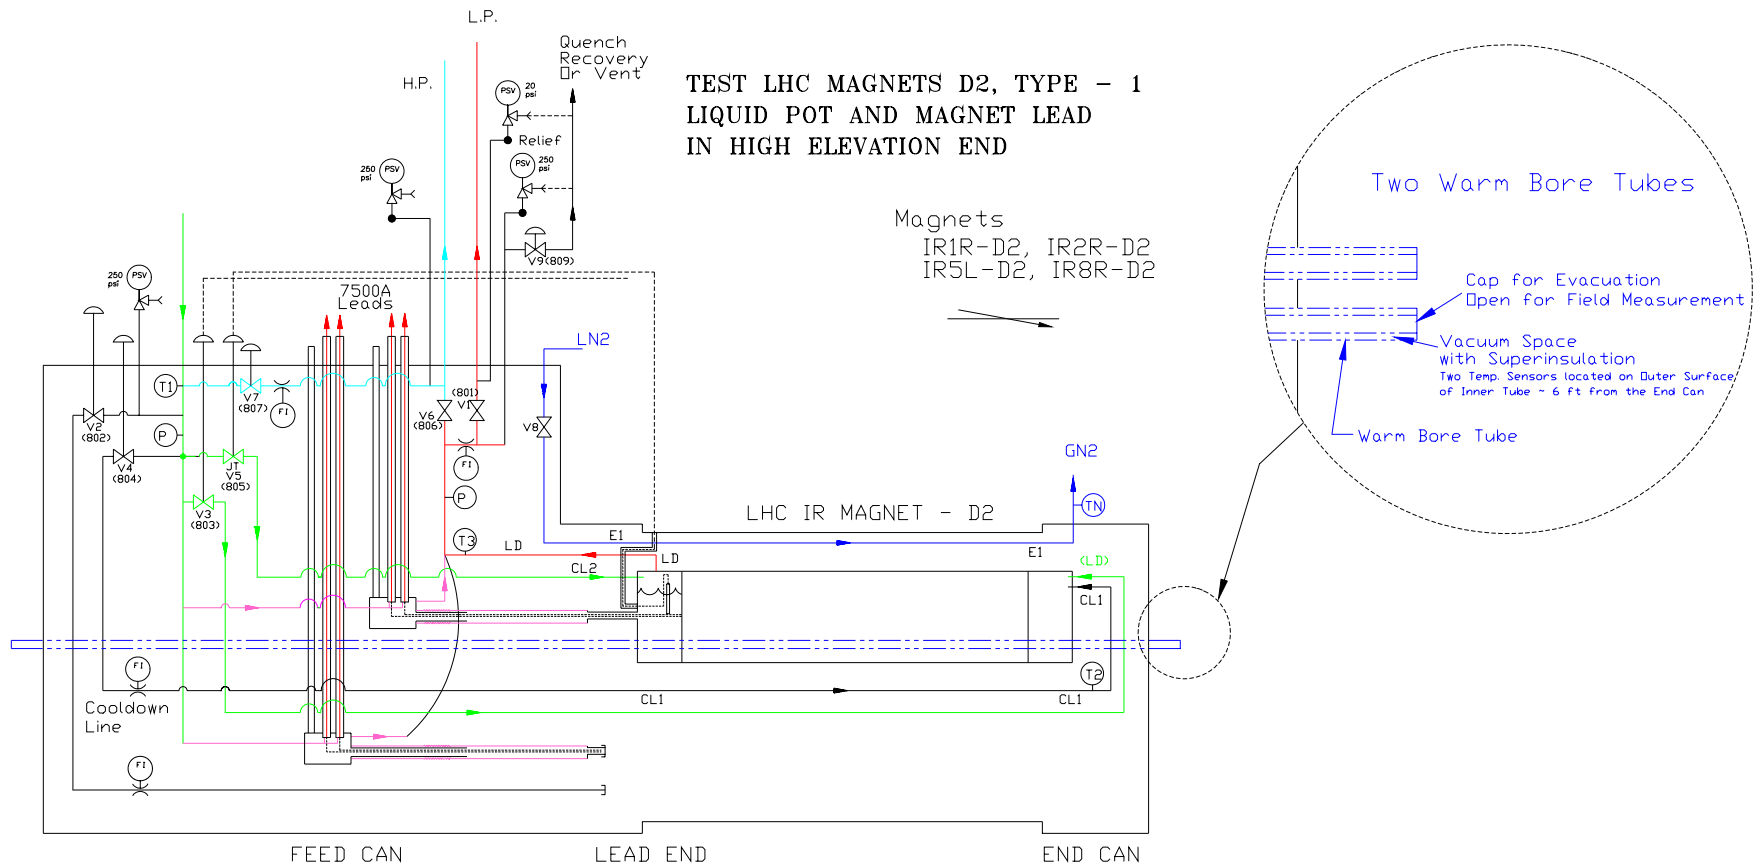 L.P.
Quench
Recovery
Or Vent
H.P.
PSV
20
psi
Relief
PSV
250
psi
PSV
250
psi
V9(809)
TEST LHC MAGNETS D2, TYPE - 1
LIQUID POT AND MAGNET LEAD
IN HIGH ELEVATION END
Magnets
IR1R-D2, IR2R-D2
IR5L-D2, IR8R-D2
Two Warm Bore Tubes
Cap for Evacuation
Open for Field Measurement
Vacuum Space
with Superinsulation
Two Temp. Sensors located on Outer Surface
of Inner Tube ~ 6 ft from the End Can
Warm Bore Tube
250
psi
PSV
7500A
Leads
LN2
T1
V7
(807)
FI
V2
(802)
P
V4
(804)
JT
V5
(805)
V3
(803)
(801)
V1
V6
(806)
V8
FI
P
T3
GN2
TN
LHC IR MAGNET - D2
E1
E1
LD
LD
CL2
(LD)
CL1
T2
CL1
CL1
FI
Cooldown
Line
FI
FEED CAN
LEAD END
END CAN